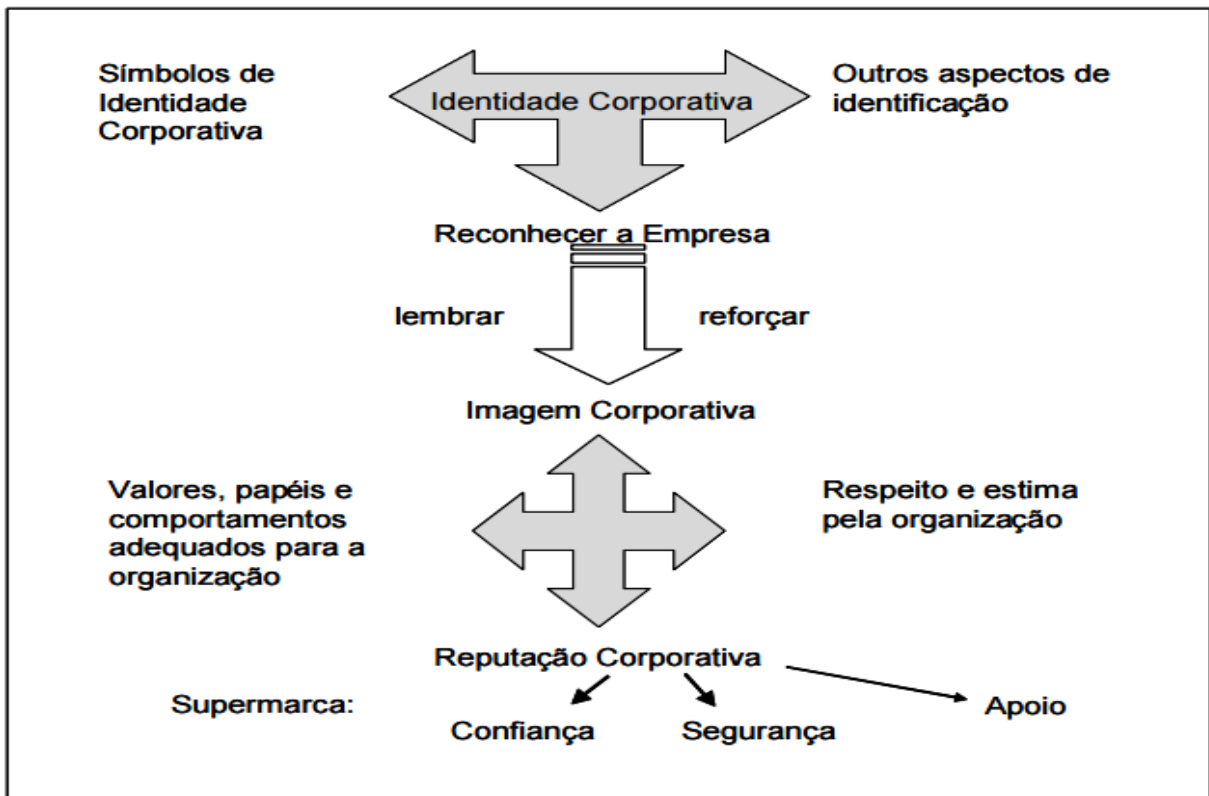 Símbolos de
Identidade
Corporativa
Identidade Corporativa
Outros aspectos de
identificação
Reconhecer a Empresa
lembrar
reforçar
Imagem Corporativa
Valores, papéis e
comportamentos
adequados para a
organização
Respeito e estima
pela organização
Reputação Corporativa
Supermarca:
Confiança
Segurança
Apoio